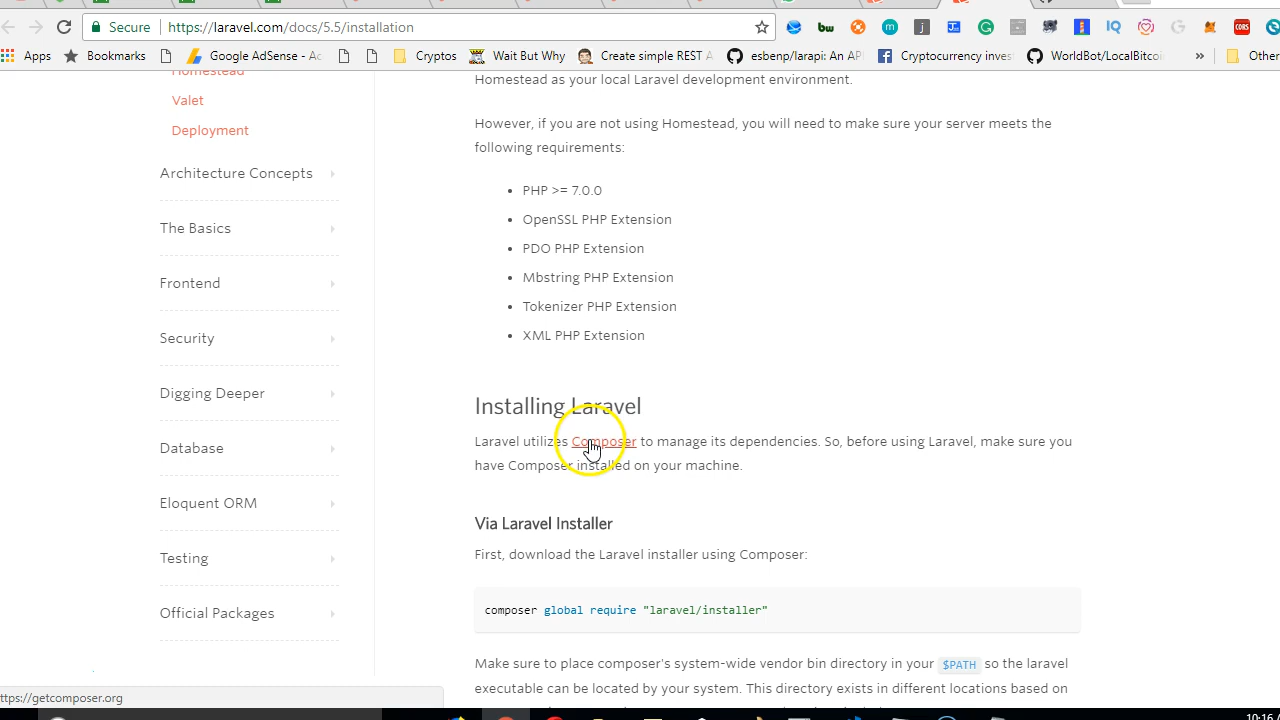 Secure https://laravel.com/docs/5.5/installation
Apps Bookmarks Google AdSense - Ac Cryptos Wait But Why Create simple REST A esbenp/larapi: An API Cryptocurrency inves WorldBot/LocalBitcoi » Other
Homestead
Valet
Deployment
Architecture Concepts
The Basics
Frontend
Security
Digging Deeper
Database
Eloquent ORM
Testing
Official Packages
Homestead as your local Laravel development environment.
However, if you are not using Homestead, you will need to make sure your server meets the
following requirements:
• PHP >= 7.0.0
• OpenSSL PHP Extension
• PDO PHP Extension
• Mbstring PHP Extension
• Tokenizer PHP Extension
• XML PHP Extension
Installing Laravel
Laravel utilizes Composer to manage its dependencies. So, before using Laravel, make sure you
have Composer installed on your machine.
Via Laravel Installer
First, download the Laravel installer using Composer:
composer global require "laravel/installer"
Make sure to place composer's system-wide vendor bin directory in your $PATH so the laravel
executable can be located by your system. This directory exists in different locations based on
ttps://getcomposer.org
10:16